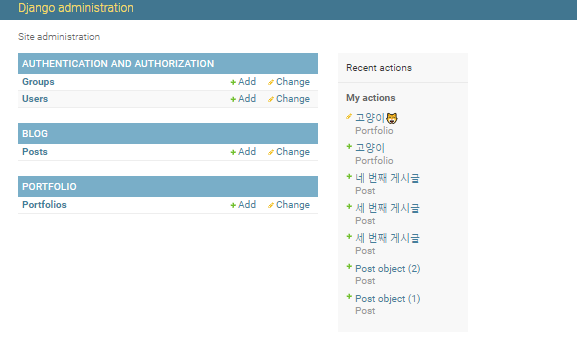 Django administration
Site administration
AUTHENTICATION AND AUTHORIZATION
Groups + Add Change
Users + Add Change
BLOG
Posts + Add Change
PORTFOLIO
Portfolios + Add Change
Recent actions
My actions
고양이😺
Portfolio
+ 고양이
Portfolio
+ 네 번째 게시글
Post
+ 세 번째 게시글
Post
+ 세 번째 게시글
Post
+ Post object (2)
Post
+ Post object (1)
Post